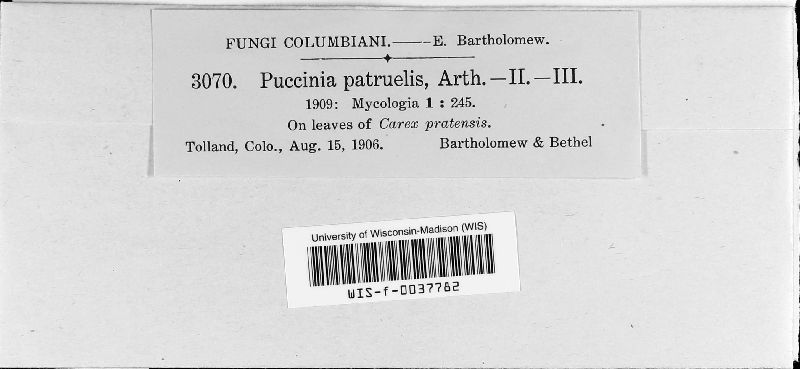 FUNGI COLUMBIANI.——E. Bartholomew.
3070. Puccinia patruelis, Arth.—II.—III.
1909: Mycologia 1 : 245.
On leaves of Carex pratensis.
Tolland, Colo., Aug. 15, 1906. Bartholomew & Bethel
University of Wisconsin-Madison (WIS)
WIS-f-0037782